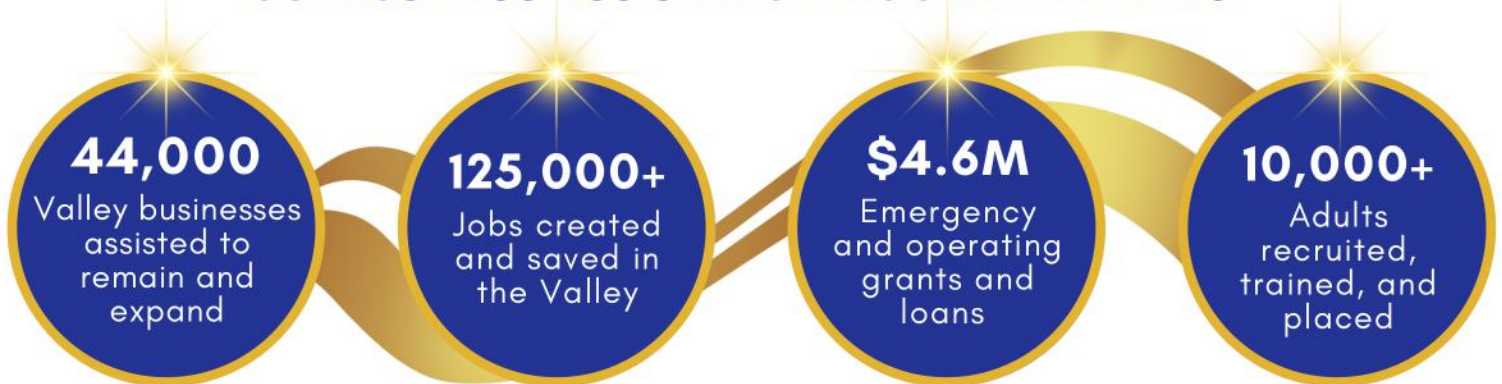 44,000
Valley businesses
assisted to
remain and
expand
125,000+
Jobs created
and saved in
the Valley
$4.6M
Emergency
and operating
grants and
loans
10,000+
Adults
recruited,
trained, and
placed